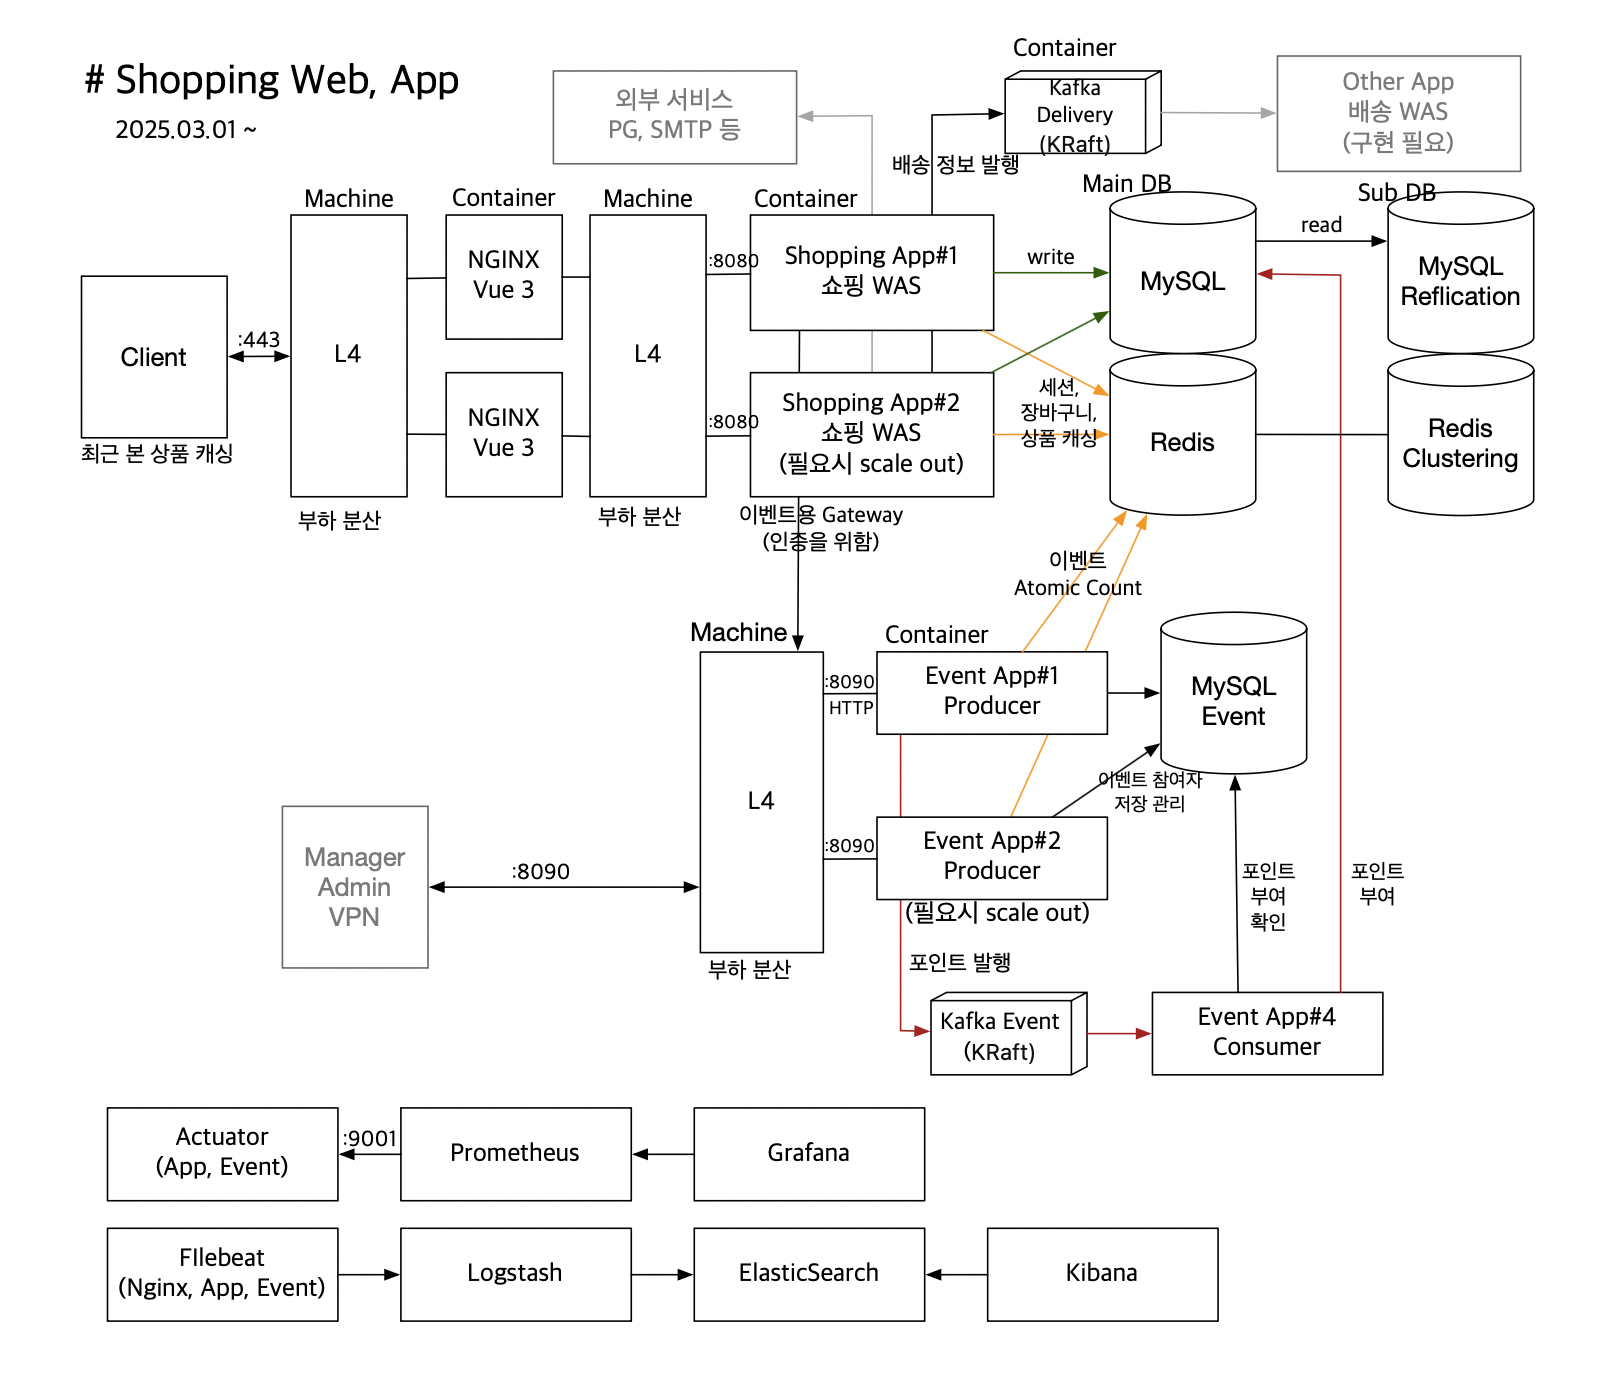 # Shopping Web, App
2025.03.01 ~
외부 서비스
PG, SMTP 등
Container
Kafka
Delivery
(KRaft)
Other App
배송 WAS
(구현 필요)
배송 정보 발행
Machine
Container
Machine
Container
Main DB
Sub DB
Client
:443
최근 본 상품 캐싱
L4
부하 분산
NGINX
Vue 3
NGINX
Vue 3
L4
부하 분산
:8080
:8080
Shopping App#1
쇼핑 WAS
Shopping App#2
쇼핑 WAS
(필요시 scale out)
write
MySQL
read
MySQL
Reflication
세션,
장바구니,
상품 캐싱
Redis
Redis
Clustering
이벤트용 Gateway
(인증을 위함)
이벤트
Atomic Count
Machine
Container
L4
부하 분산
:8090
HTTP
:8090
Event App#1
Producer
Event App#2
Producer
(필요시 scale out)
MySQL
Event
이벤트 참여자
저장 관리
Manager
Admin
VPN
:8090
포인트
부여
확인
포인트
부여
포인트 발행
Kafka Event
(KRaft)
Event App#4
Consumer
Actuator
(App, Event)
:9001
Prometheus
Grafana
FIlebeat
(Nginx, App, Event)
Logstash
ElasticSearch
Kibana